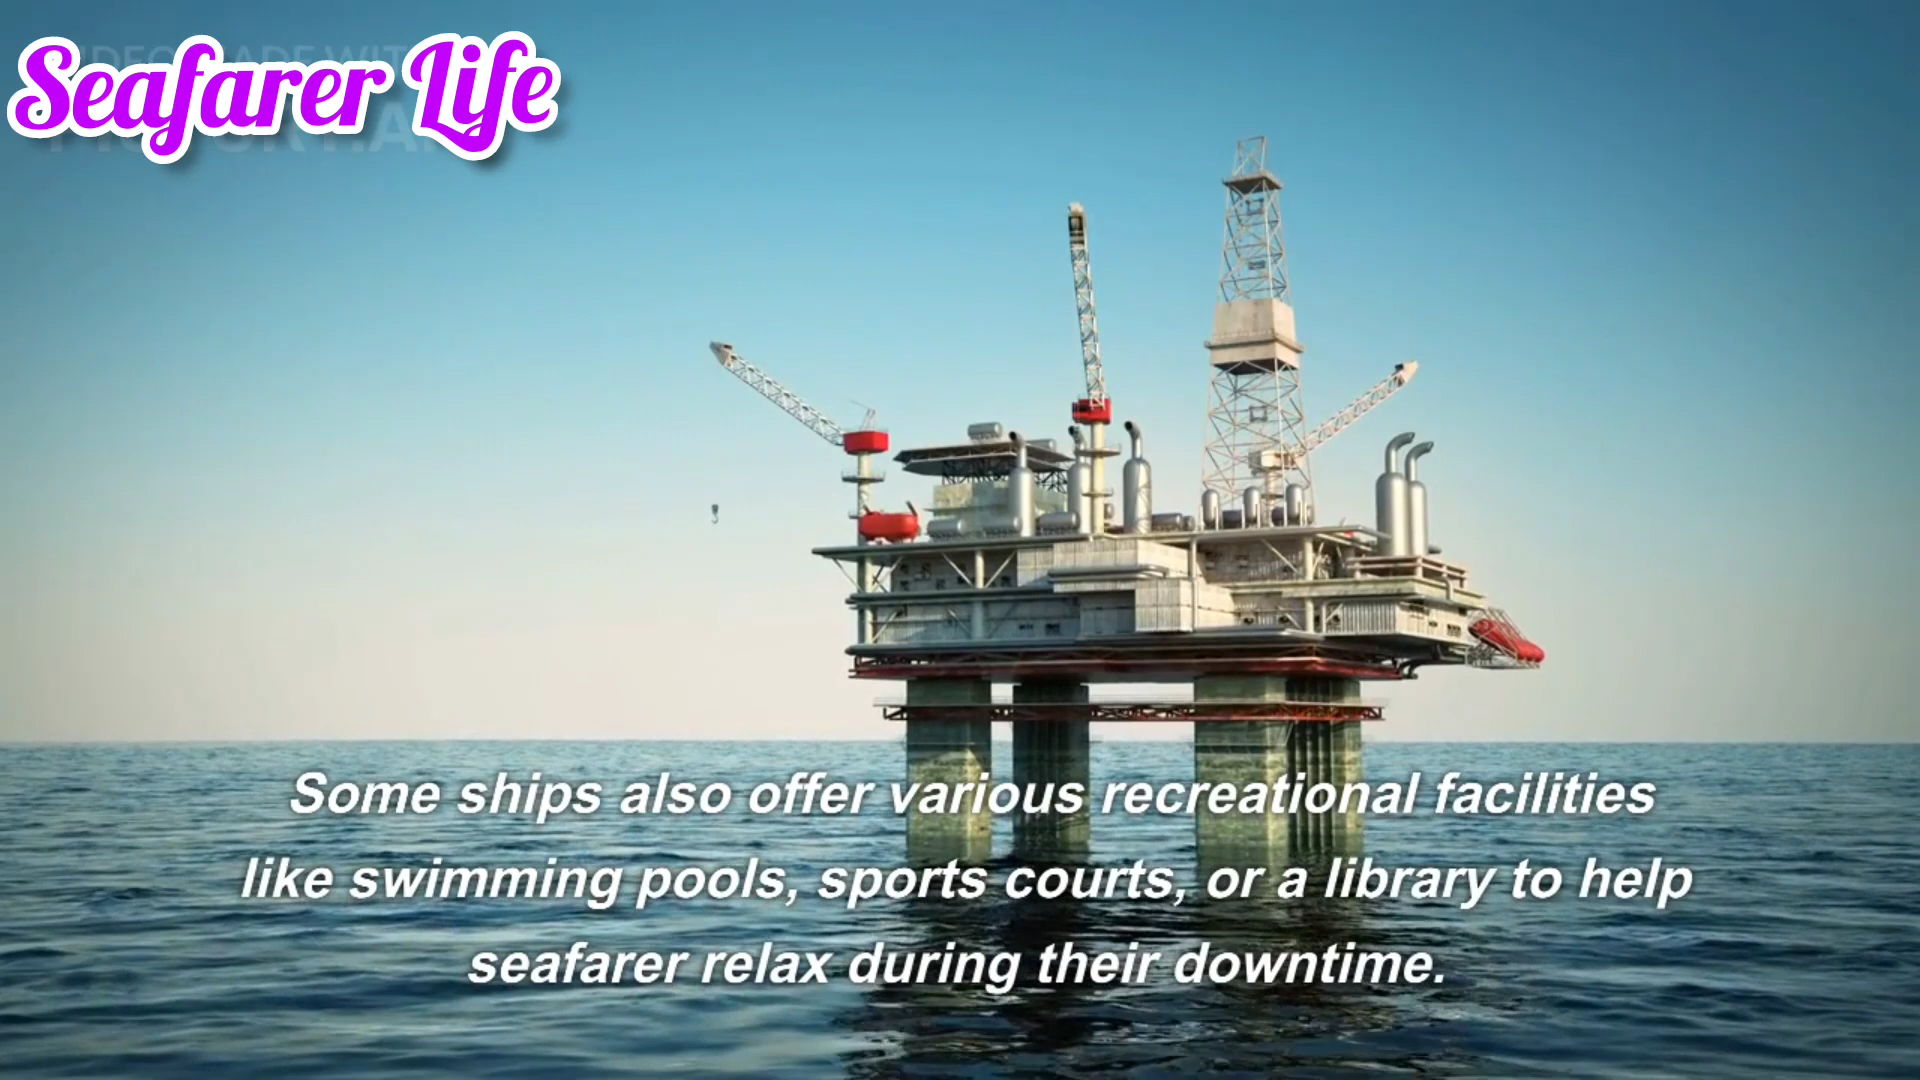 Seafarer Life
Some ships also offer various recreational facilities
like swimming pools, sports courts, or a library to help
seafarer relax during their downtime.